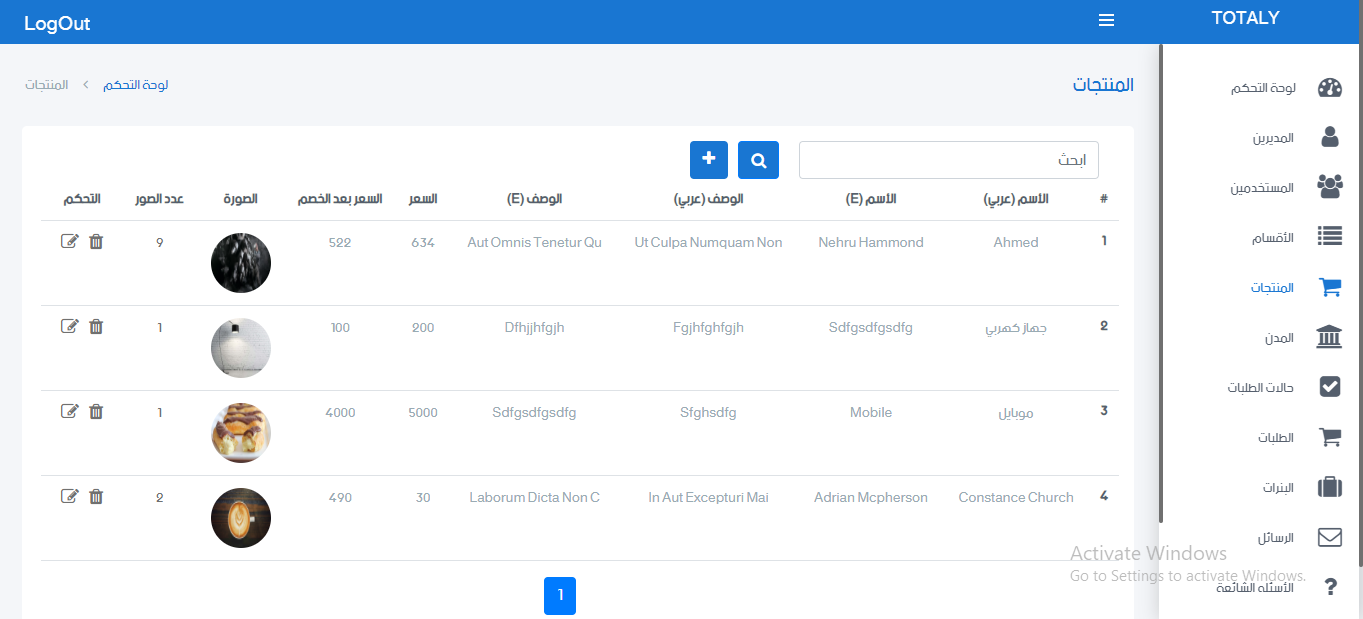 TOTALY
LogOut
لوحة التحكم
المديرين
المستخدمين
الأقسام
المنتجات
المدن
حالات الطلبات
الطلبات
البنرات
الرسائل
الأسئله الشائعة
المنتجات
لوحة التحكم > المنتجات
ابحث
# الأسم (عربي) الأسم (E) الوصف (عربي) الوصف (E) السعر السعر بعد الخصم الصورة عدد الصور التحكم
1 Ahmed Nehru Hammond Ut Culpa Numquam Non Aut Omnis Tenetur Qu 634 522 9
2 جهاز كهربي Sdfgsdfgsdfg Fgjhfghfgjh Dfhjjhfgjh 200 100 1
3 موبايل Mobile Sfghsdfg Sdfgsdfgsdfg 5000 4000 1
4 Constance Church Adrian Mcpherson In Aut Excepturi Mai Laborum Dicta Non C 30 490 2
1
Activate Windows
Go to Settings to activate Windows.